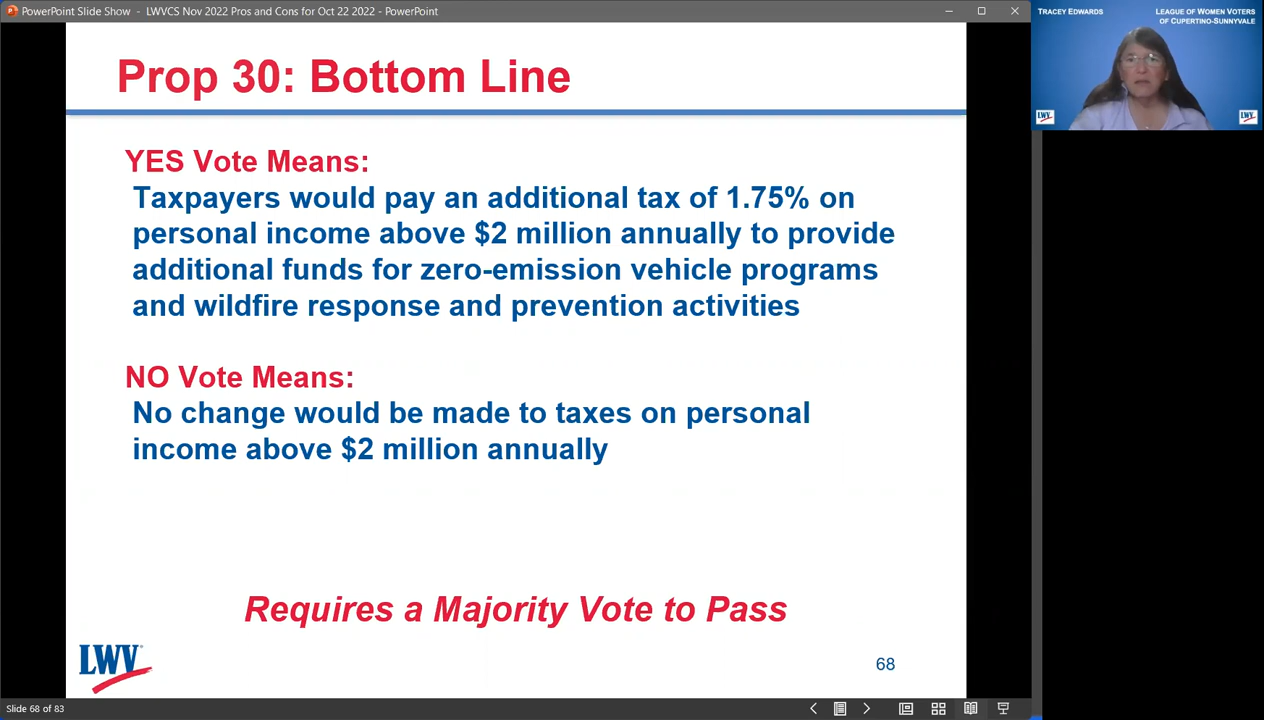 PowerPoint Slide Show - LWVCS Nov 2022 Pros and Cons for Oct 22 2022 - PowerPoint
TRACEY EDWARDS
LEAGUE OF WOMEN VOTERS
OF CUPERTINO-SUNNYVALE
LWV
LWV
Prop 30: Bottom Line
YES Vote Means:
Taxpayers would pay an additional tax of 1.75% on
personal income above $2 million annually to provide
additional funds for zero-emission vehicle programs
and wildfire response and prevention activities
NO Vote Means:
No change would be made to taxes on personal
income above $2 million annually
Requires a Majority Vote to Pass
LWV®
68
Slide 68 of 83